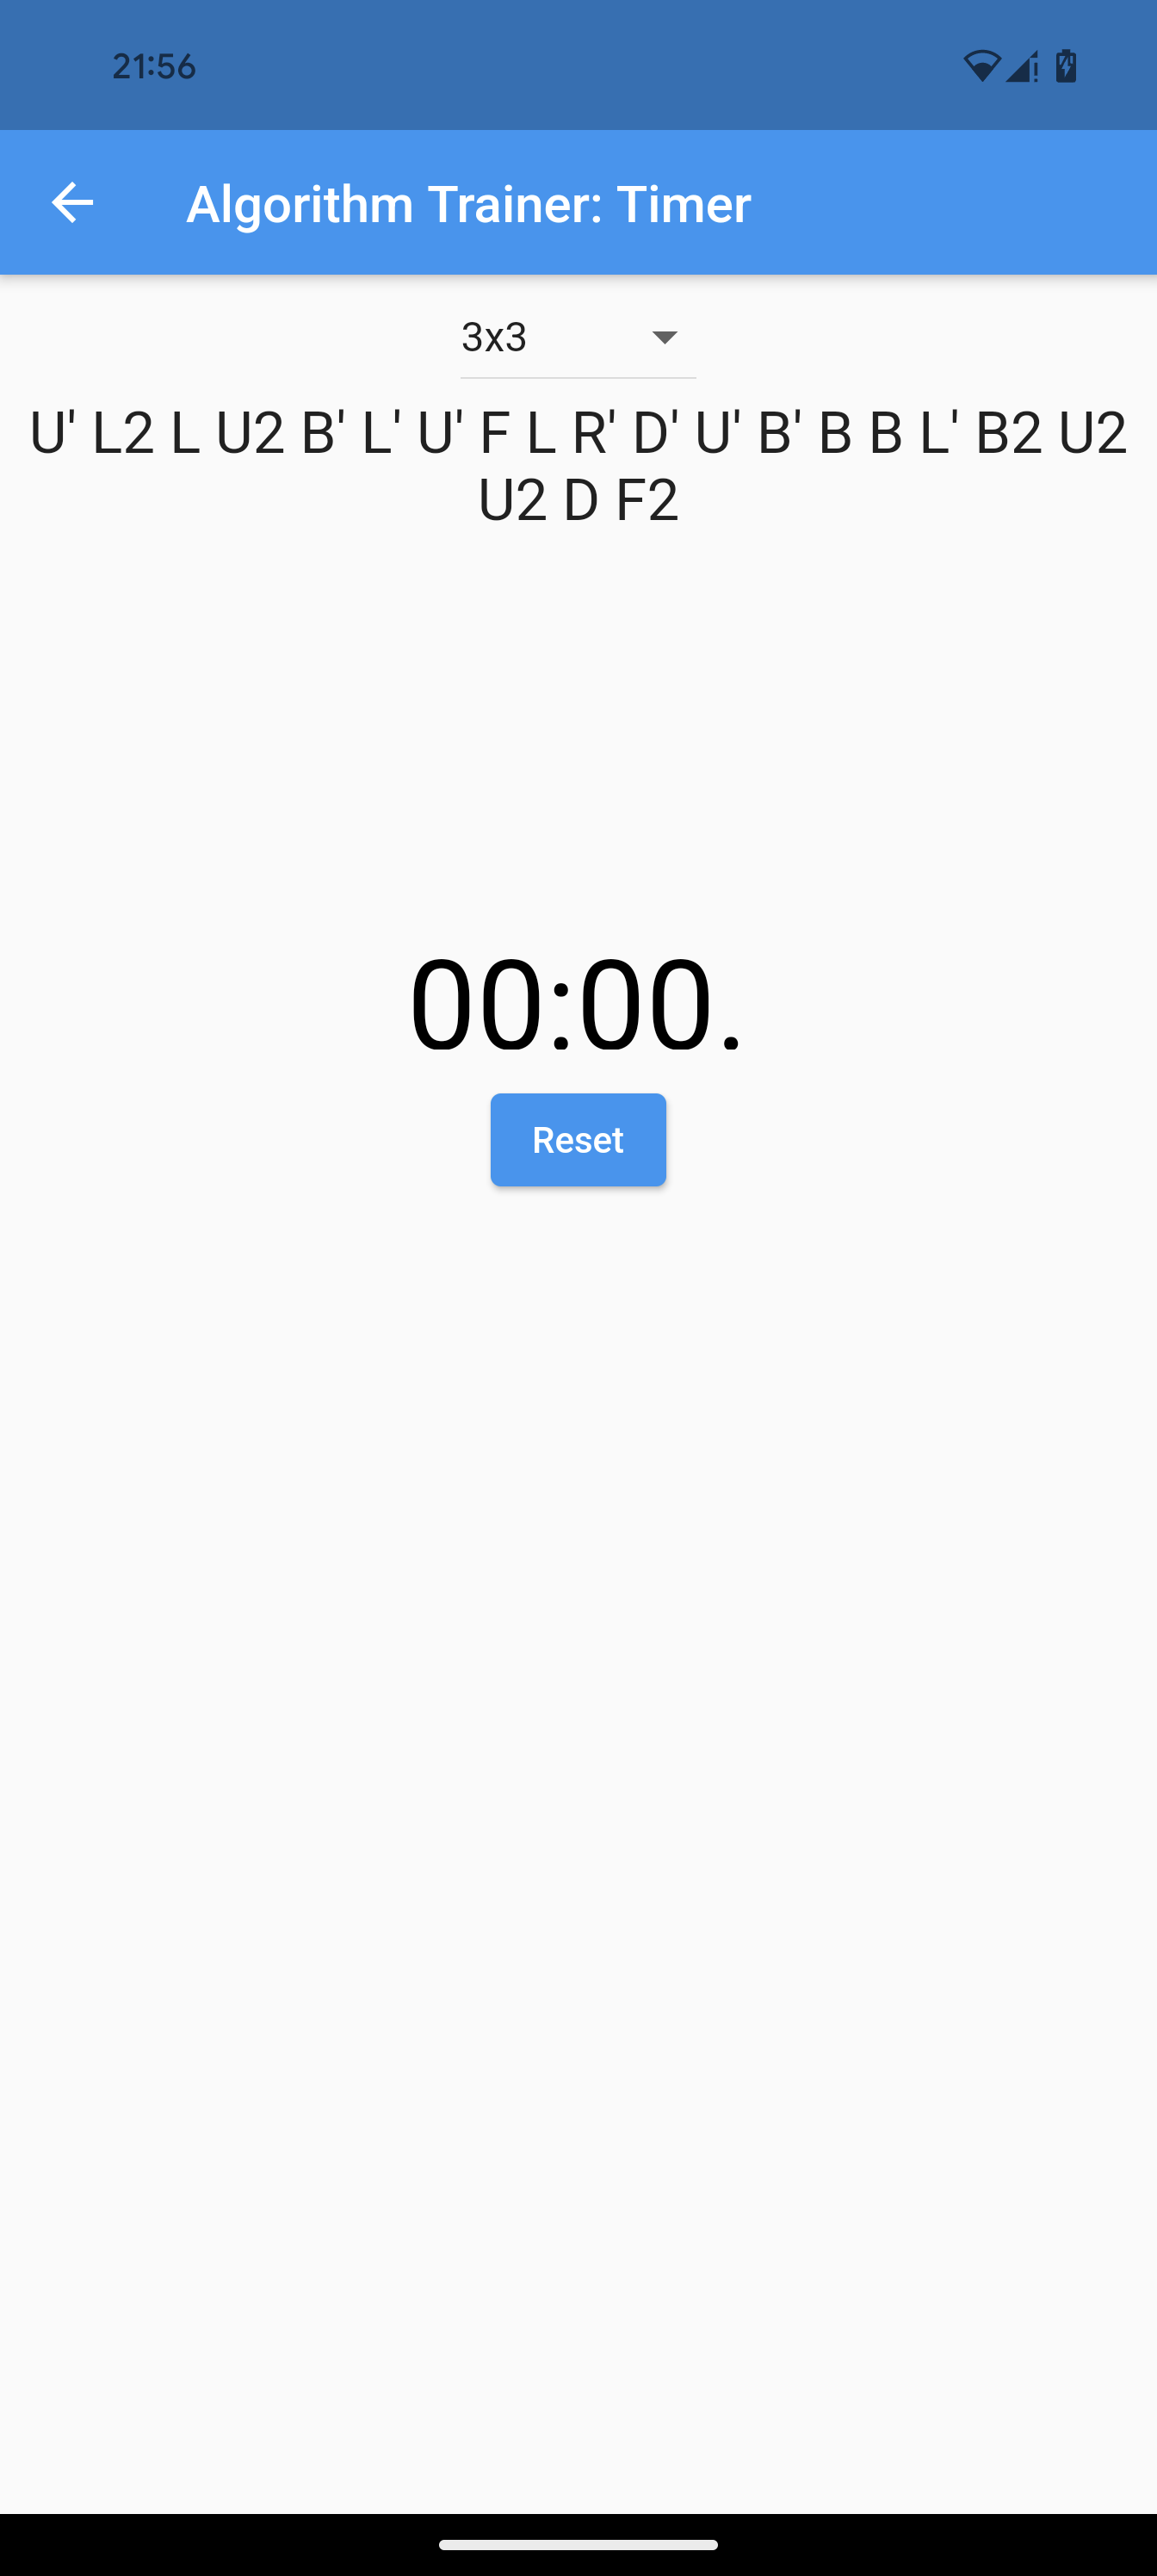 21:56
Algorithm Trainer: Timer
3x3
U' L2 L U2 B' L' U' F L R' D' U' B' B B L' B2 U2
U2 D F2
00:00.
Reset